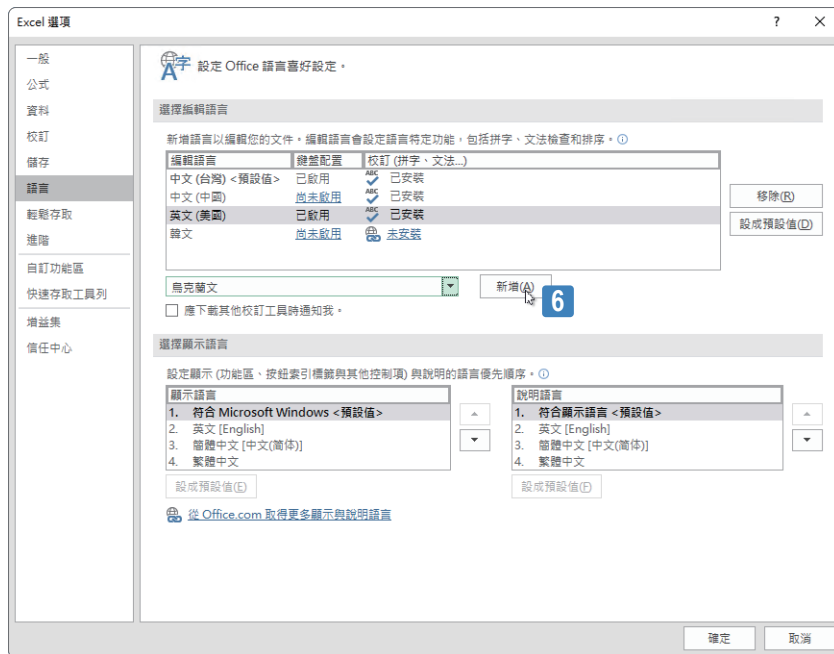 Excel 選項
? ×
一般
公式
資料
校訂
儲存
語言
輕鬆存取
進階
自訂功能區
快速存取工具列
增益集
信任中心
A字 設定 Office 語言喜好設定。
選擇編輯語言
新增語言以編輯您的文件。編輯語言會設定語言特定功能，包括拼字、文法檢查和排序。
編輯語言 鍵盤配置 校訂 (拼字、文法...)
中文 (台灣) <預設值> 已啟用 ABC 已安裝
中文 (中國) 尚未啟用 ABC 已安裝
英文 (美國) 已啟用 ABC 已安裝
韓文 尚未啟用 未安裝
移除(R)
設成預設值(D)
烏克蘭文 新增(A) 6
應下載其他校訂工具時通知我。
選擇顯示語言
設定顯示 (功能區、按鈕索引標籤與其他控制項) 與說明的語言優先順序。
顯示語言
1. 符合 Microsoft Windows <預設值>
2. 英文 [English]
3. 簡體中文 [中文(简体)]
4. 繁體中文
設成預設值(E)
說明語言
1. 符合顯示語言 <預設值>
2. 英文 [English]
3. 簡體中文 [中文(简体)]
4. 繁體中文
設成預設值(F)
從 Office.com 取得更多顯示與說明語言
確定
取消